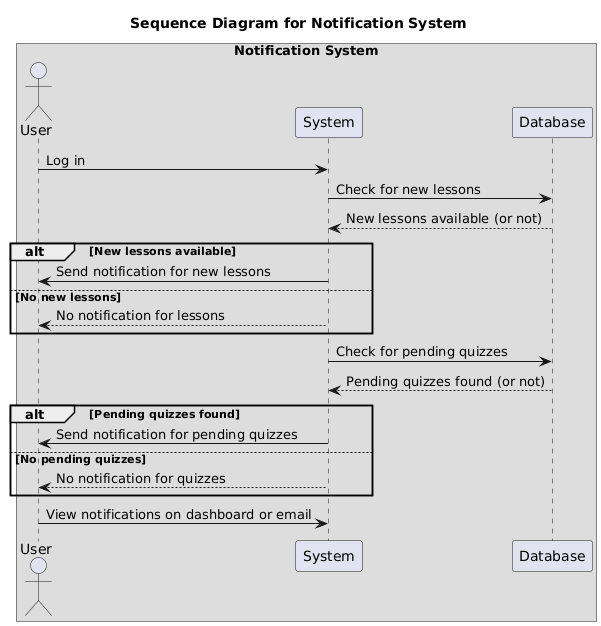 Sequence Diagram for Notification System
Notification System
User
System
Database
Log in
Check for new lessons
New lessons available (or not)
alt [New lessons available]
Send notification for new lessons
[No new lessons]
No notification for lessons
Check for pending quizzes
Pending quizzes found (or not)
alt [Pending quizzes found]
Send notification for pending quizzes
[No pending quizzes]
No notification for quizzes
View notifications on dashboard or email
User
System
Database